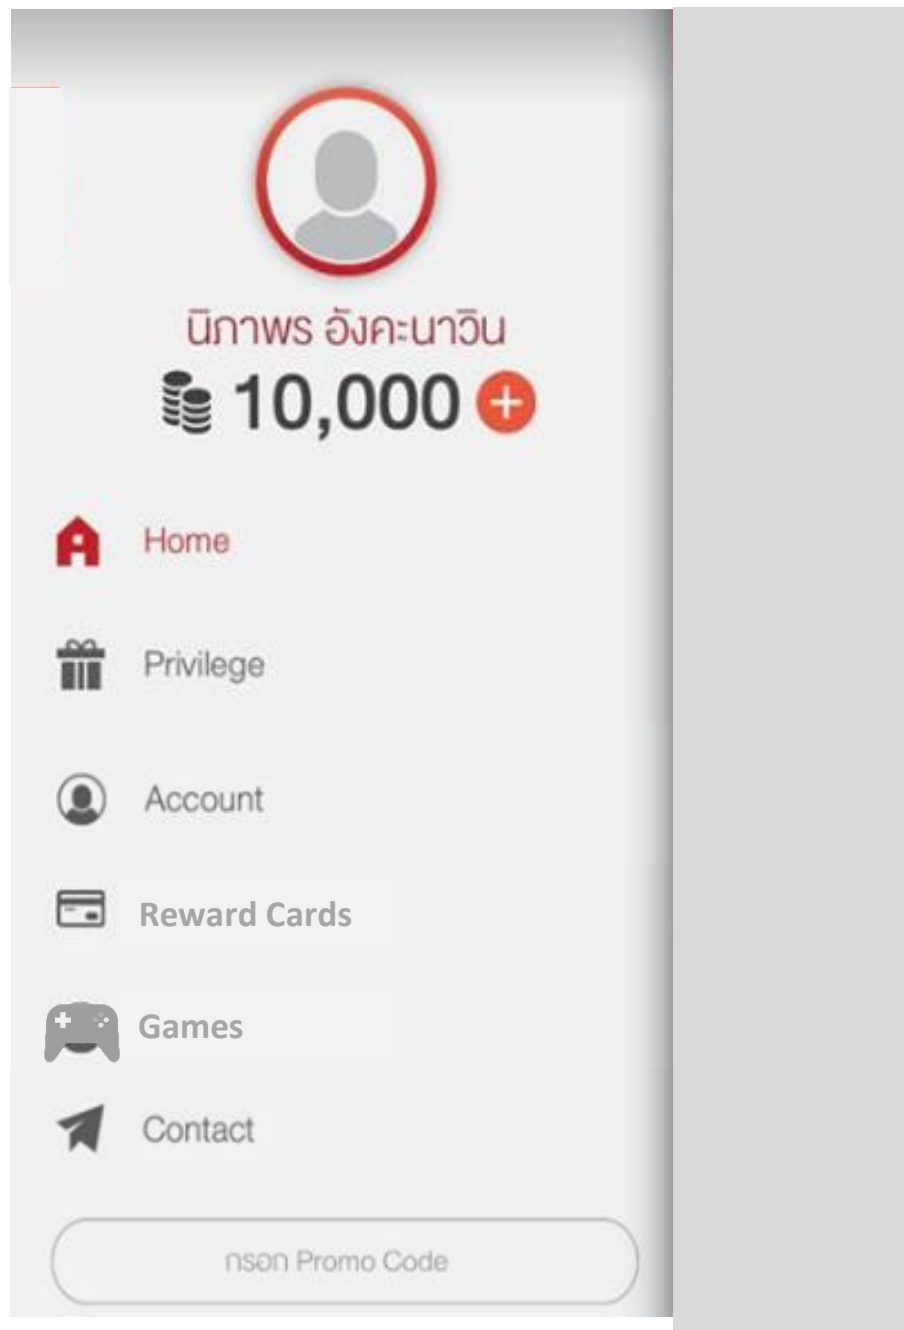 นิภาพร อังคะนาวิน
10,000
Home
Privilege
Account
Reward Cards
Games
Contact
กรอก Promo Code